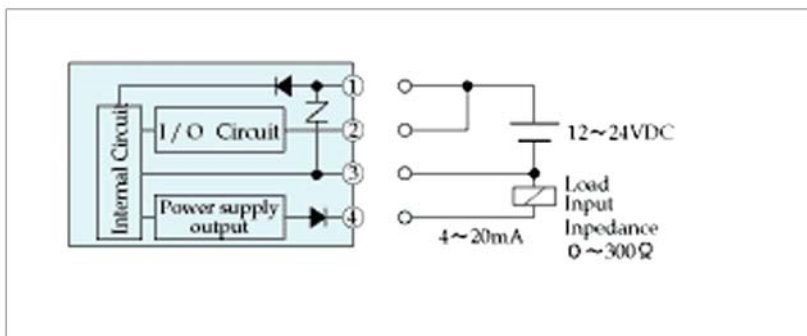 Internal Circuit
I/O Circuit
Power supply
output
1
2
3
4
12~24VDC
Load
Input
Inpedance
0~300Ω
4~20mA